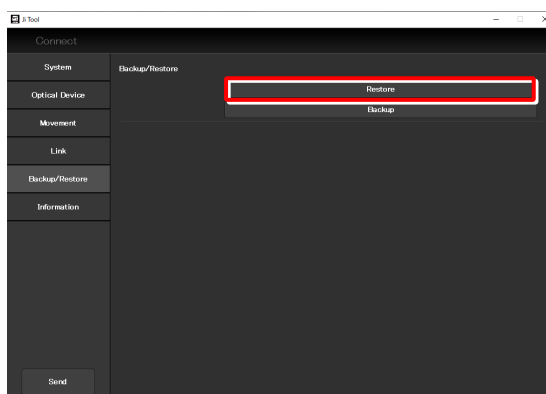 Ji Tool
Connect
System
Backup/Restore
Restore
Optical Device
Backup
Movement
Link
Backup/Restore
Information
Send